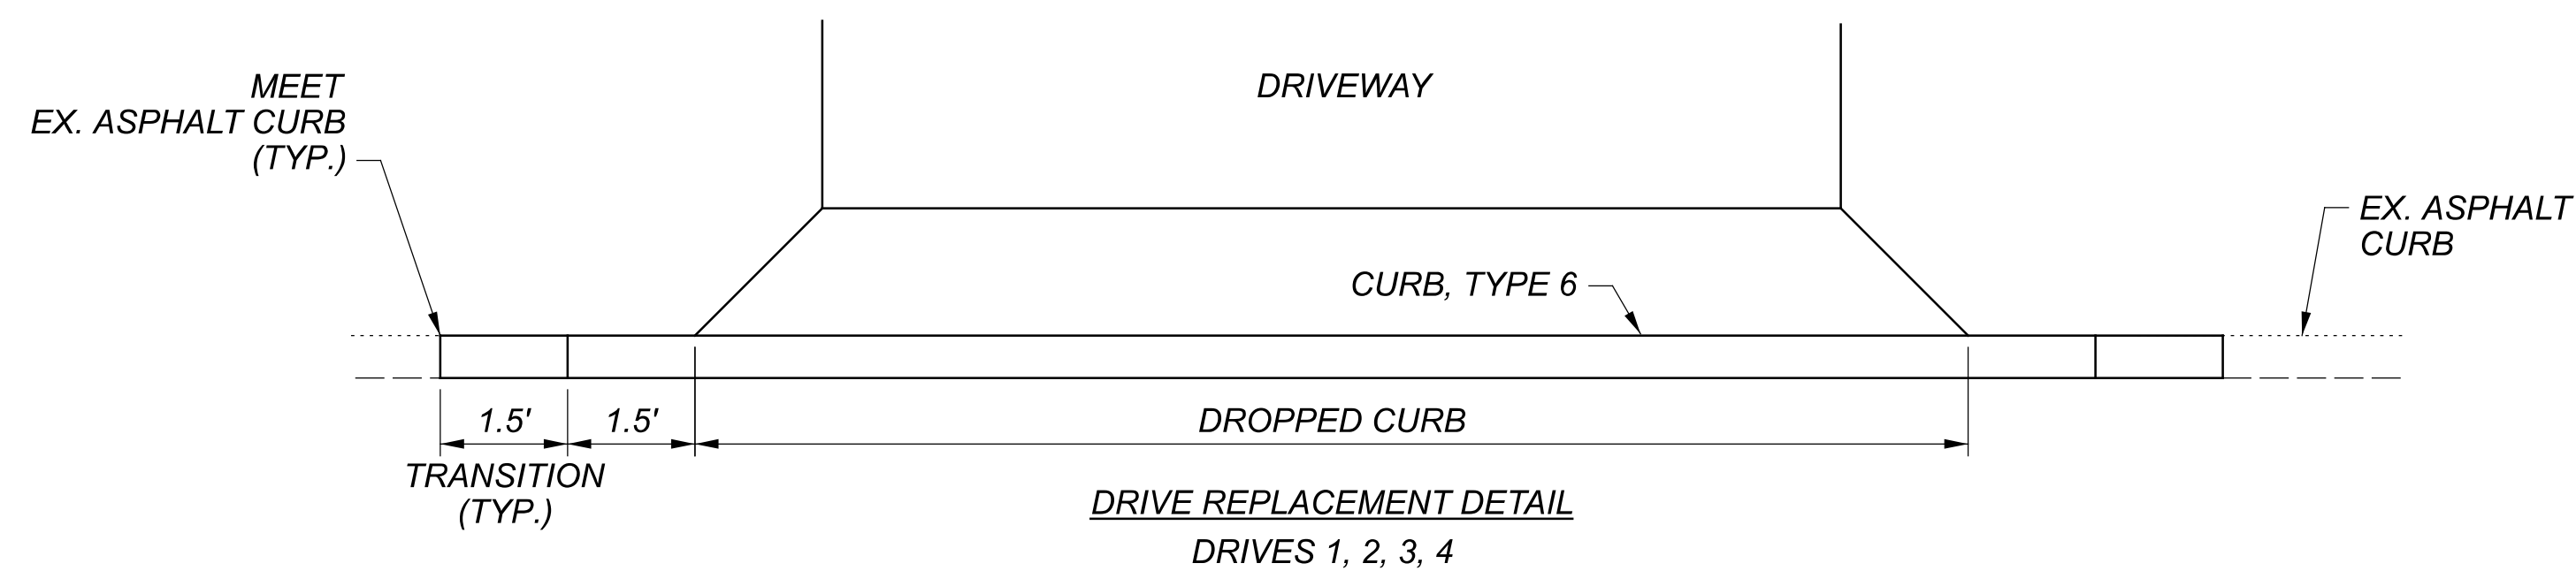 MEET
EX. ASPHALT CURB
(TYP.)
DRIVEWAY
EX. ASPHALT
CURB
CURB, TYPE 6
1.5'
1.5'
DROPPED CURB
TRANSITION
(TYP.)
DRIVE REPLACEMENT DETAIL
DRIVES 1, 2, 3, 4